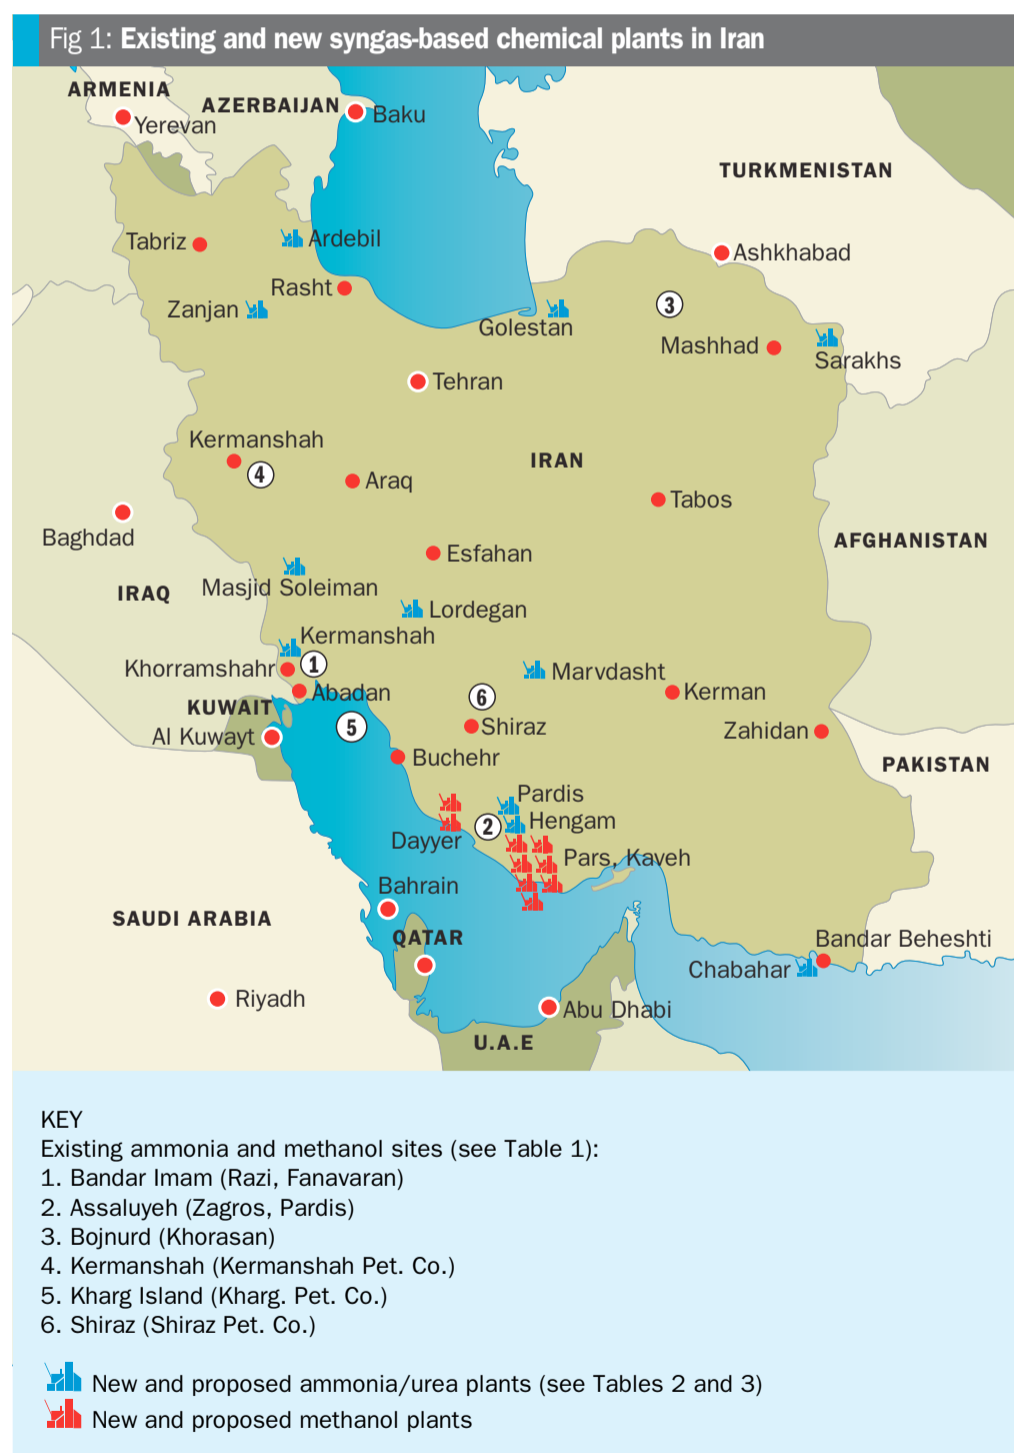 Fig 1: Existing and new syngas-based chemical plants in Iran
ARMENIA
AZERBAIJAN
Baku
Yerevan
TURKMENISTAN
Tabriz
Ardebil
Ashkhabad
Rasht
Zanjan
3
Golestan
Mashhad
Sarakhs
Tehran
Kermanshah
4
Araq
IRAN
Tabos
Baghdad
AFGHANISTAN
Esfahan
IRAQ
Masjid Soleiman
Lordegan
Kermanshah
Khorramshahr
1
Marvdasht
Abadan
6
Kerman
KUWAIT
5
Shiraz
Zahidan
Al Kuwayt
Buchehr
PAKISTAN
Pardis
2
Hengam
Dayyer
Pars, Kaveh
Bahrain
SAUDI ARABIA
QATAR
Bandar Beheshti
Chabahar
Riyadh
Abu Dhabi
U.A.E
KEY
Existing ammonia and methanol sites (see Table 1):
1. Bandar Imam (Razi, Fanavaran)
2. Assaluyeh (Zagros, Pardis)
3. Bojnurd (Khorasan)
4. Kermanshah (Kermanshah Pet. Co.)
5. Kharg Island (Kharg. Pet. Co.)
6. Shiraz (Shiraz Pet. Co.)
New and proposed ammonia/urea plants (see Tables 2 and 3)
New and proposed methanol plants